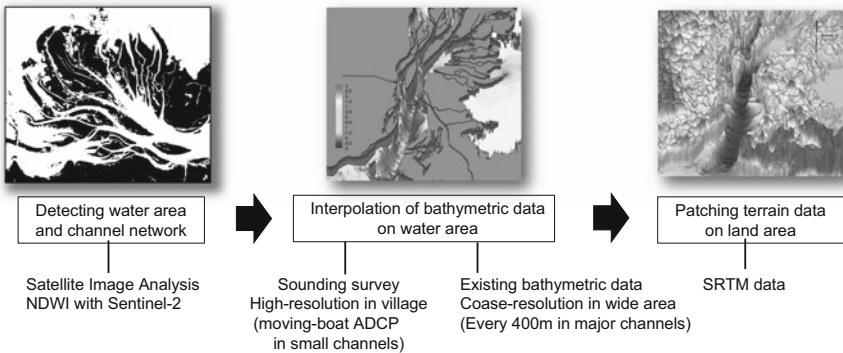 Detecting water area
and channel network
Interpolation of bathymetric data
on water area
Patching terrain data
on land area
Satellite Image Analysis
NDWI with Sentinel-2
Sounding survey
High-resolution in village
(moving-boat ADCP
in small channels)
Existing bathymetric data
Coase-resolution in wide area
(Every 400m in major channels)
SRTM data